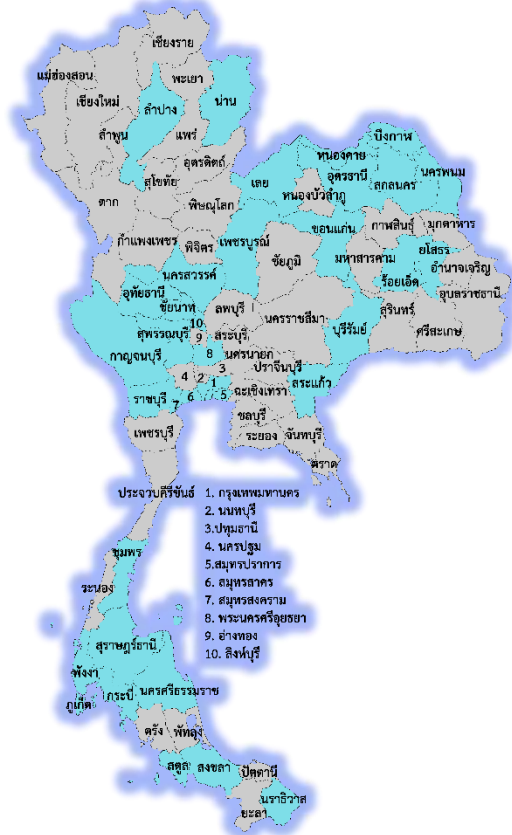 เชียงราย
แม่ฮ่องสอน
พะเยา
เชียงใหม่
น่าน
ลำปาง
ลำพูน
แพร่
บึงกาฬ
หนองคาย
อุตรดิตถ์
อุดรธานี
นครพนม
สุโขทัย
เลย
สกลนคร
หนองบัวลำภู
ตาก
พิษณุโลก
ขอนแก่น
กาฬสินธุ์
มุกดาหาร
กำแพงเพชร
พิจิตร
เพชรบูรณ์
ยโสธร
ชัยภูมิ
มหาสารคาม
อำนาจเจริญ
นครสวรรค์
ร้อยเอ็ด
อุทัยธานี
อุบลราชธานี
ชัยนาท
ลพบุรี
นครราชสีมา
สุรินทร์
10
สุพรรณบุรี
9
สระบุรี
บุรีรัมย์
ศรีสะเกษ
กาญจนบุรี
8
นครนายก
3
ปราจีนบุรี
4
2
1
สระแก้ว
ราชบุรี
7
6
5
ฉะเชิงเทรา
ชลบุรี
เพชรบุรี
ระยอง
จันทบุรี
ตราด
ประจวบคีรีขันธ์
1. กรุงเทพมหานคร
2. นนทบุรี
3.ปทุมธานี
4. นครปฐม
5.สมุทรปราการ
6. สมุทรสาคร
7. สมุทรสงคราม
8. พระนครศรีอยุธยา
9. อ่างทอง
10. สิงห์บุรี
ชุมพร
ระนอง
สุราษฎร์ธานี
พังงา
กระบี่
นครศรีธรรมราช
ภูเก็ต
ตรัง
พัทลุง
สตูล
สงขลา
ปัตตานี
นราธิวาส
ยะลา